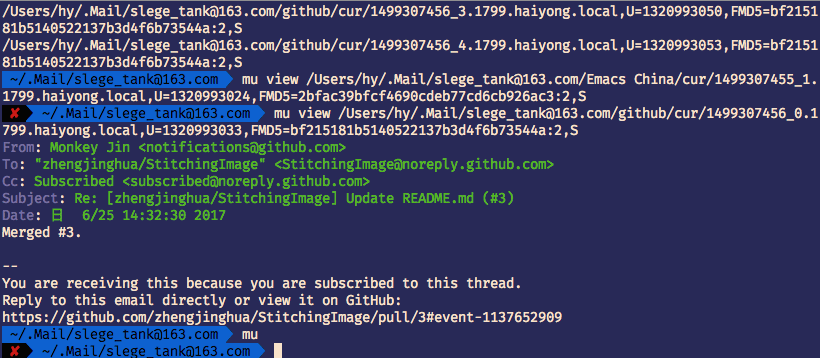 /Users/hy/.Mail/slege_tank@163.com/github/cur/1499307456_3.1799.haiyong.local,U=1320993050,FMD5=bf2151
81b5140522137b3d4f6b73544a:2,S
/Users/hy/.Mail/slege_tank@163.com/github/cur/1499307456_4.1799.haiyong.local,U=1320993053,FMD5=bf2151
81b5140522137b3d4f6b73544a:2,S
~/.Mail/slege_tank@163.com mu view /Users/hy/.Mail/slege_tank@163.com/Emacs China/cur/1499307455_1.
1799.haiyong.local,U=1320993024,FMD5=2bfac39bfcf4690cdeb77cd6cb926ac3:2,S
✘ ~/.Mail/slege_tank@163.com mu view /Users/hy/.Mail/slege_tank@163.com/github/cur/1499307456_0.1
799.haiyong.local,U=1320993033,FMD5=bf215181b5140522137b3d4f6b73544a:2,S
From: Monkey Jin <notifications@github.com>
To: "zhengjinghua/StitchingImage" <StitchingImage@noreply.github.com>
Cc: Subscribed <subscribed@noreply.github.com>
Subject: Re: [zhengjinghua/StitchingImage] Update README.md (#3)
Date: 日 6/25 14:32:30 2017
Merged #3.
--
You are receiving this because you are subscribed to this thread.
Reply to this email directly or view it on GitHub:
https://github.com/zhengjinghua/StitchingImage/pull/3#event-1137652909
~/.Mail/slege_tank@163.com mu
✘ ~/.Mail/slege_tank@163.com